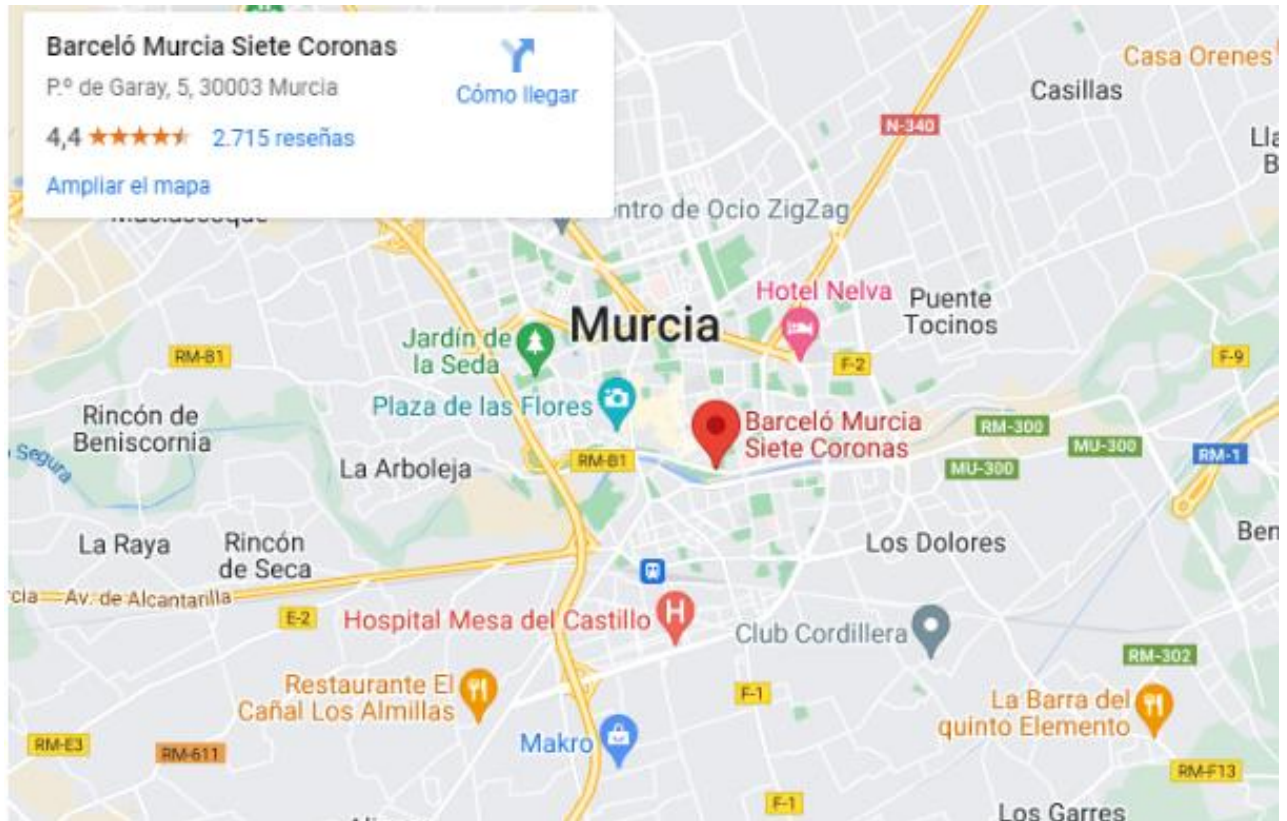 Barceló Murcia Siete Coronas
P.º de Garay, 5, 30003 Murcia
4,4
2.715 reseñas
Ampliar el mapa
Cómo llegar
Casa Orenes
Casillas
N-340
de Ocio ZigZag
Hotel Nelva
Puente
Tocinos
Murcia
Jardín de
la Seda
RM-B1
F-2
F-9
Plaza de las Flores
Rincón de
Beniscornia
Barceló Murcia
Siete Coronas
RM-300
MU-300
RM-1
Segura
La Arboleja
RM-B1
MU-300
La Raya
Rincón
de Seca
Los Dolores
Av. de Alcantarilla
E-2
Hospital Mesa del Castillo
H
Club Cordillera
RM-302
Restaurante El
Cañal Los Almillas
F-1
La Barra del
quinto Elemento
RM-E3
RM-611
Makro
RM-F13
F-1
Los Garres